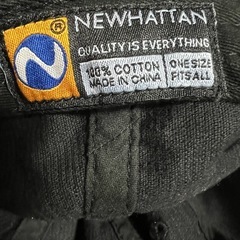 ®
NEWHATTAN
QUALITY IS EVERYTHING
100% COTTON
MADE IN CHINA
ONE SIZE
FITS ALL